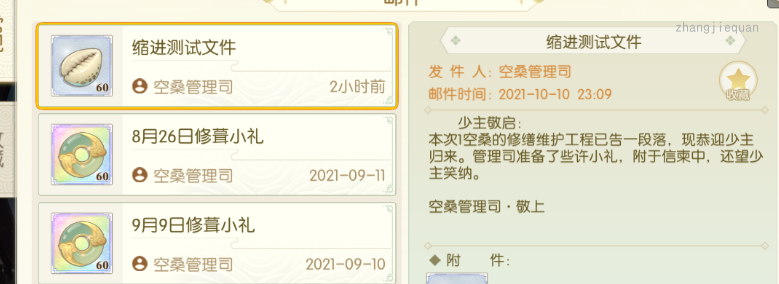 邮件
缩进测试文件
60
空桑管理司
2小时前
8月26日修葺小礼
60
空桑管理司
2021-09-11
9月9日修葺小礼
60
空桑管理司
2021-09-10
zhangjiequan
缩进测试文件
发 件 人: 空桑管理司
邮件时间: 2021-10-10 23:09
收藏
少主敬启:
本次1空桑的修缮维护工程已告一段落，现恭迎少主
归来。管理司准备了些许小礼，附于信柬中，还望少
主笑纳。
空桑管理司·敬上
附 件: